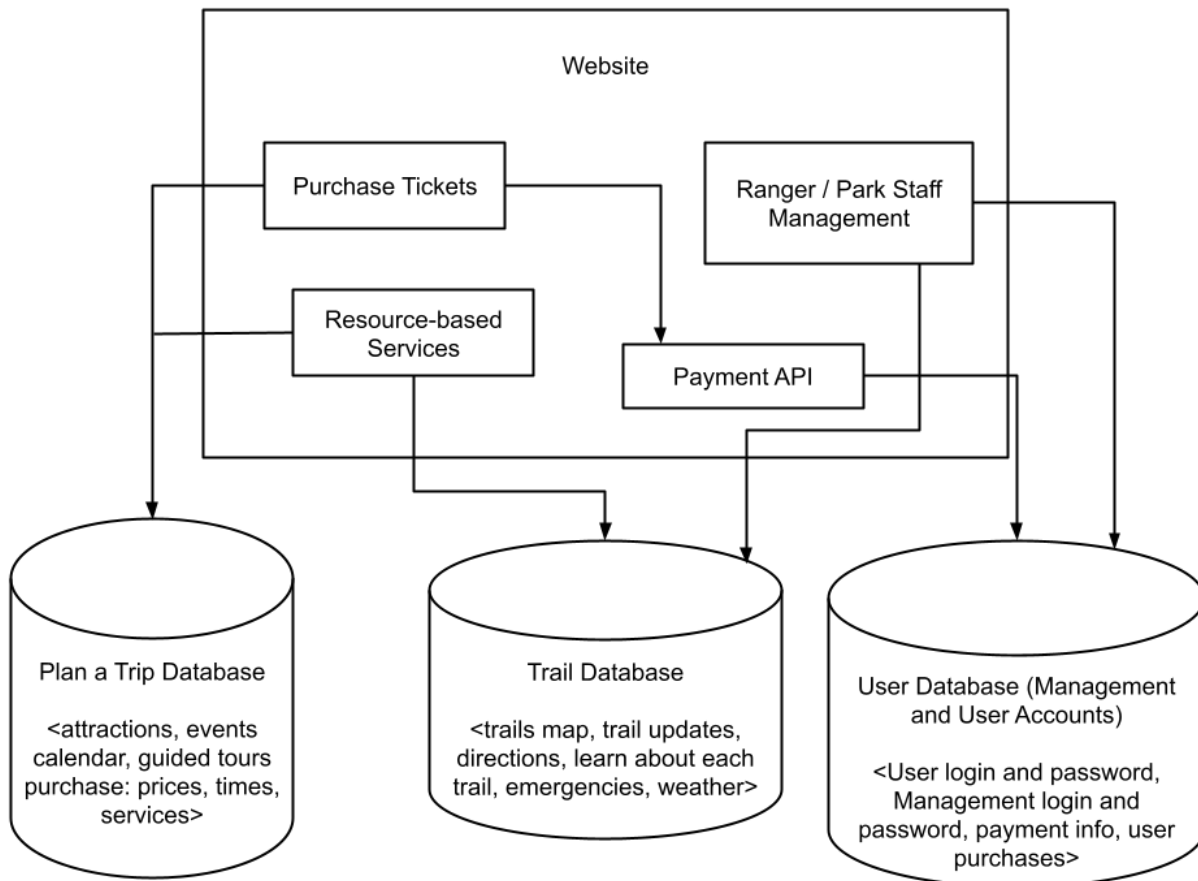 Website
Purchase Tickets
Ranger / Park Staff
Management
Resource-based
Services
Payment API
Plan a Trip Database
<attractions, events
calendar, guided tours
purchase: prices, times,
services>
Trail Database
<trails map, trail updates,
directions, learn about each
trail, emergencies, weather>
User Database (Management
and User Accounts)
<User login and password,
Management login and
password, payment info, user
purchases>